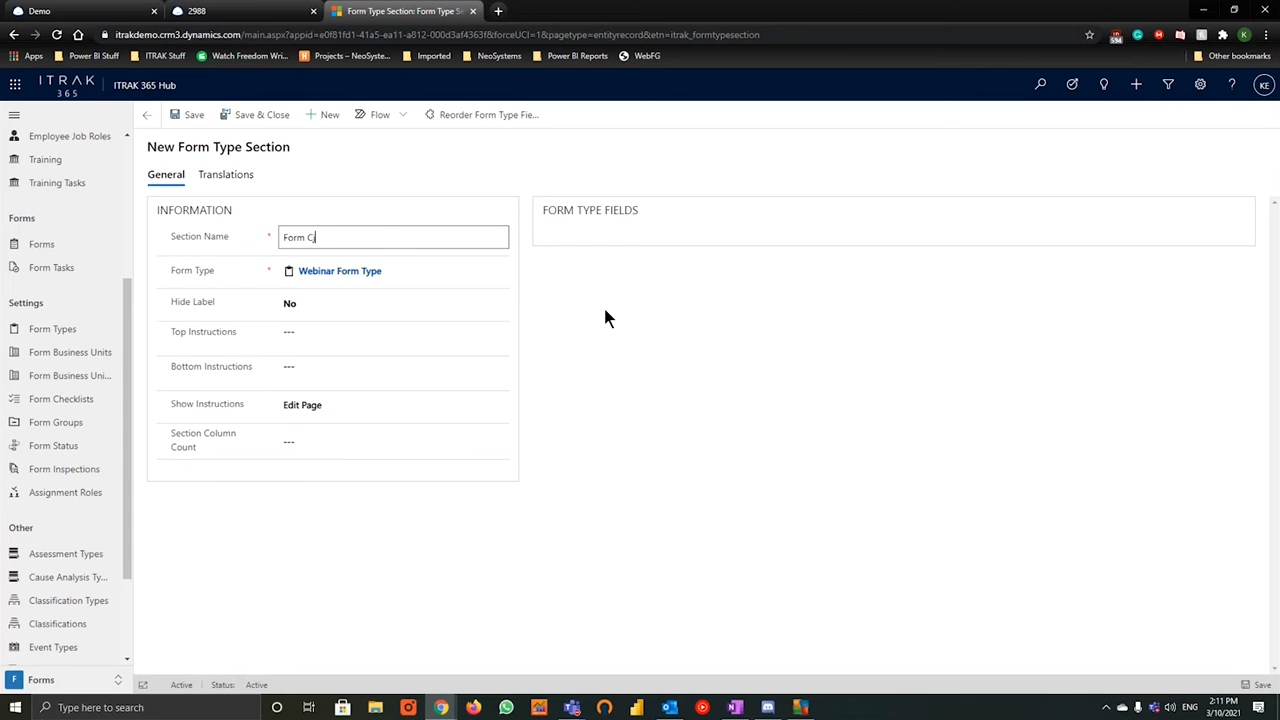 Demo
2988
Form Type Section: Form Type Se
itrakdemo.crm3.dynamics.com/main.aspx?appid=e0f81fd1-41a5-ea11-a812-000d3af4363f&forceUCI=1&pagetype=entityrecord&etn=itrak_formtypesection
594
K
Apps
Power BI Stuff
ITRAK Stuff
Watch Freedom Wri...
Projects – NeoSyste...
Imported
NeoSystems
Power BI Reports
WebFG
Other bookmarks
ITRAK
365
ITRAK 365 Hub
KE
Save
Save & Close
New
Flow
Reorder Form Type Fie...
Employee Job Roles
Training
Training Tasks
Forms
Forms
Form Tasks
Settings
Form Types
Form Business Units
Form Business Uni...
Form Checklists
Form Groups
Form Status
Form Inspections
Assignment Roles
Other
Assessment Types
Cause Analysis Ty...
Classification Types
Classifications
Event Types
F
Forms
New Form Type Section
General
Translations
INFORMATION
Section Name * Form Cj
Form Type * Webinar Form Type
Hide Label No
Top Instructions ---
Bottom Instructions ---
Show Instructions Edit Page
Section Column
Count ---
FORM TYPE FIELDS
Active
Status: Active
Save
Type here to search
2:11 PM
3/10/2021